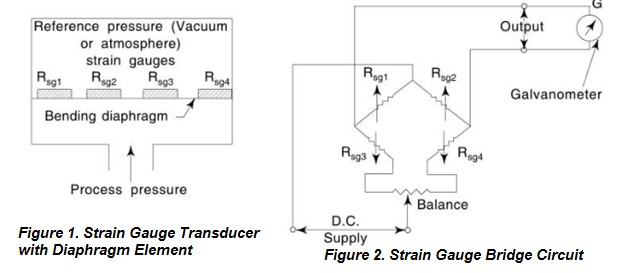 Reference pressure (Vacuum
or atmosphere)
strain gauges
Rsg1 Rsg2 Rsg3 Rsg4
Bending diaphragm
Process pressure
Figure 1. Strain Gauge Transducer
with Diaphragm Element
G
Output
Galvanometer
Rsg1 Rsg2
Rsg3 Rsg4
Balance
D.C.
Supply
Figure 2. Strain Gauge Bridge Circuit